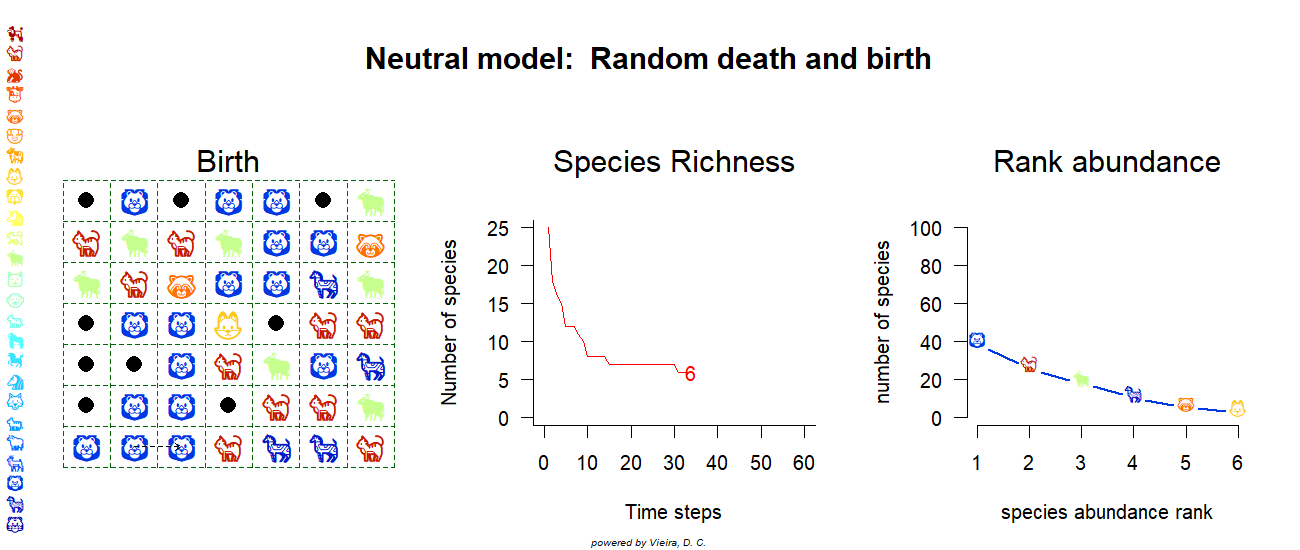 Neutral model:  Random death and birth
Birth
Species Richness
Rank abundance
Number of species
25
20
15
10
5
0
6
0 10 20 30 40 50 60
Time steps
number of species
100
80
60
40
20
0
1 2 3 4 5 6
species abundance rank
powered by Vieira, D. C.